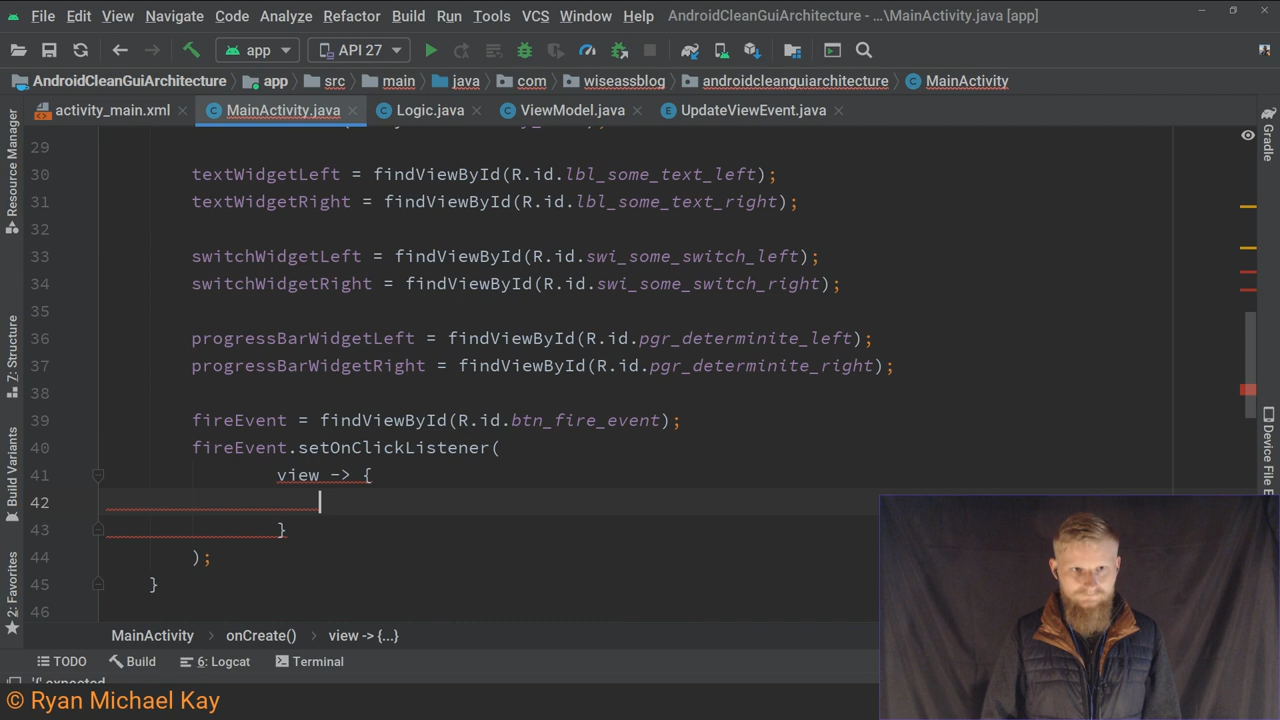 File Edit View Navigate Code Analyze Refactor Build Run Tools VCS Window Help AndroidCleanGuiArchitecture - ...\MainActivity.java [app]
app API 27
AndroidCleanGuiArchitecture app src main java com wiseassblog androidcleanguiarchitecture MainActivity
activity_main.xml MainActivity.java Logic.java ViewModel.java UpdateViewEvent.java
Resource Manager
7: Structure
Build Variants
2: Favorites
29
30 textWidgetLeft = findViewById(R.id.lbl_some_text_left);
31 textWidgetRight = findViewById(R.id.lbl_some_text_right);
32
33 switchWidgetLeft = findViewById(R.id.swi_some_switch_left);
34 switchWidgetRight = findViewById(R.id.swi_some_switch_right);
35
36 progressBarWidgetLeft = findViewById(R.id.pgr_determinite_left);
37 progressBarWidgetRight = findViewById(R.id.pgr_determinite_right);
38
39 fireEvent = findViewById(R.id.btn_fire_event);
40 fireEvent.setOnClickListener(
41 view -> {
42
43 }
44 );
45 }
46
Gradle
Device File E
MainActivity onCreate() view -> {...}
TODO Build 6: Logcat Terminal
'(' expected
© Ryan Michael Kay